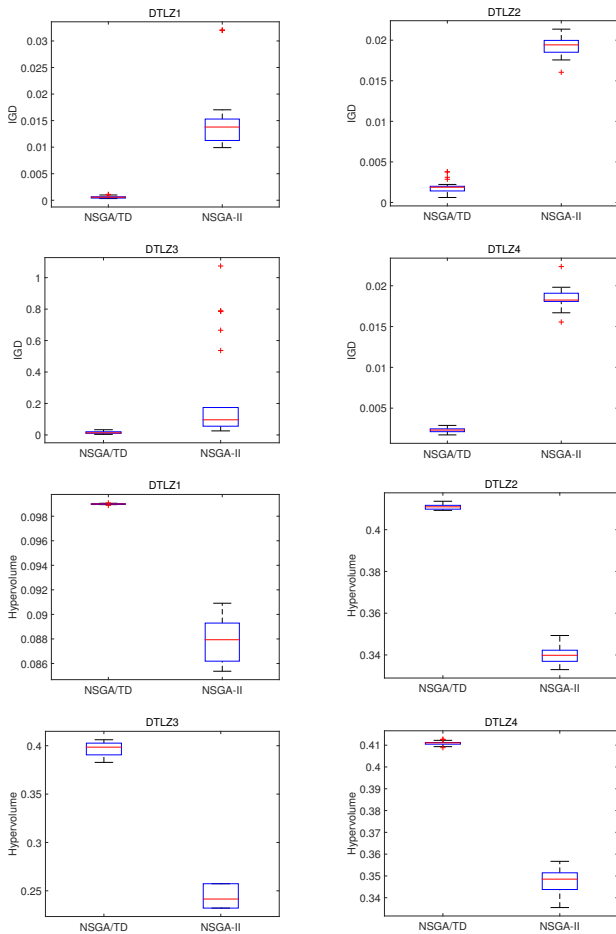 DTLZ1
0.03
0.025
0.02
0.015
0.01
0.005
0
IGD
NSGA/TD
NSGA-II
DTLZ2
0.02
0.015
0.01
0.005
0
IGD
NSGA/TD
NSGA-II
DTLZ3
1
0.8
0.6
0.4
0.2
0
IGD
NSGA/TD
NSGA-II
DTLZ4
0.02
0.015
0.01
0.005
IGD
NSGA/TD
NSGA-II
DTLZ1
0.098
0.096
0.094
0.092
0.09
0.088
0.086
Hypervolume
NSGA/TD
NSGA-II
DTLZ2
0.4
0.38
0.36
0.34
Hypervolume
NSGA/TD
NSGA-II
DTLZ3
0.4
0.35
0.3
0.25
Hypervolume
NSGA/TD
NSGA-II
DTLZ4
0.41
0.4
0.39
0.38
0.37
0.36
0.35
0.34
Hypervolume
NSGA/TD
NSGA-II